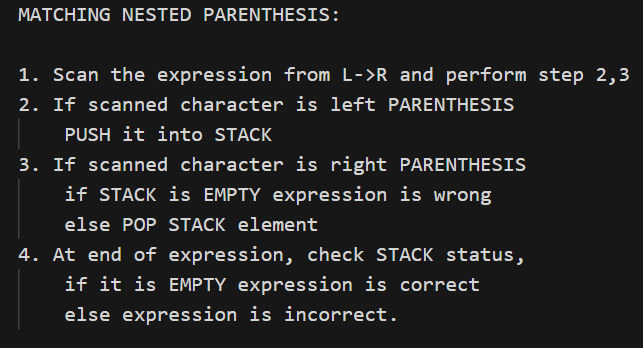 MATCHING NESTED PARENTHESIS:
1. Scan the expression from L->R and perform step 2,3
2. If scanned character is left PARENTHESIS
PUSH it into STACK
3. If scanned character is right PARENTHESIS
if STACK is EMPTY expression is wrong
else POP STACK element
4. At end of expression, check STACK status,
if it is EMPTY expression is correct
else expression is incorrect.